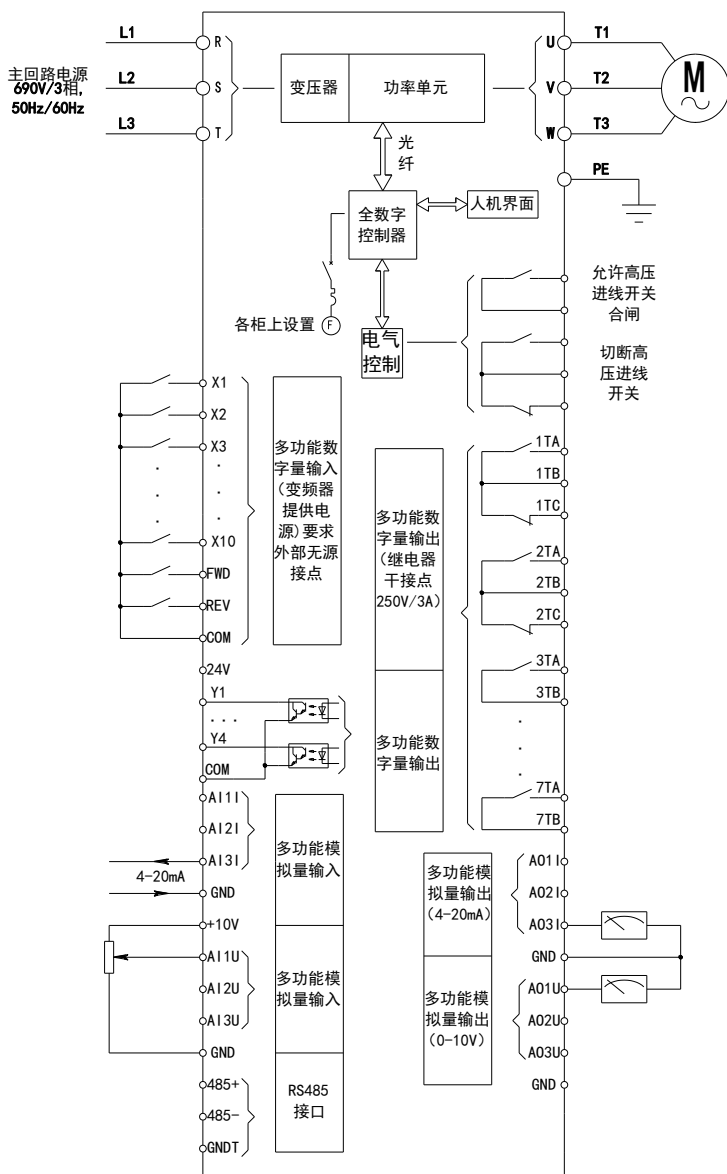 L1
R
主回路电源
690V/3相,
50Hz/60Hz
L2
S
L3
T
变压器
功率单元
U
T1
V
T2
W
T3
M
PE
光
纤
全数字
控制器
人机界面
各柜上设置
F
电气
控制
允许高压
进线开关
合闸
切断高
压进线
开关
X1
X2
X3
X10
FWD
REV
COM
24V
Y1
Y4
COM
多功能数
字量输入
(变频器
提供电
源)要求
外部无源
接点
多功能数
字量输出
(继电器
干接点
250V/3A)
多功能数
字量输出
1TA
1TB
1TC
2TA
2TB
2TC
3TA
3TB
7TA
7TB
AI1I
AI2I
AI3I
4-20mA
GND
多功能模
拟量输入
+10V
AI1U
AI2U
AI3U
GND
多功能模
拟量输入
485+
485-
GNDT
RS485
接口
多功能模
拟量输出
(4-20mA)
多功能模
拟量输出
(0-10V)
AO1I
AO2I
AO3I
GND
AO1U
AO2U
AO3U
GND